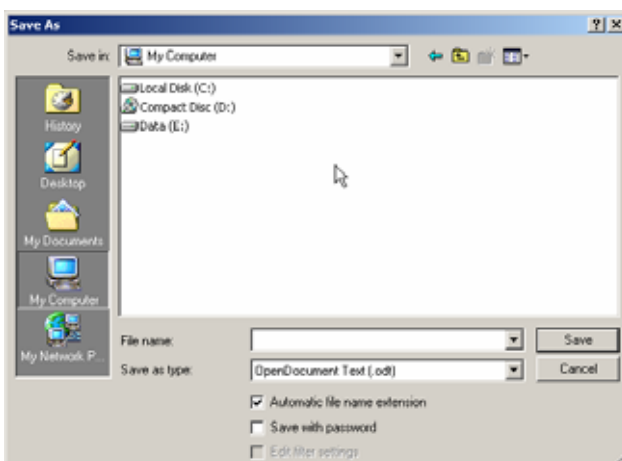 Save As
Save in: My Computer
Local Disk (C:)
Compact Disc (D:)
Data (E:)
History
Desktop
My Documents
My Computer
My Network P...
File name:
Save
Save as type: OpenDocument Text (.odt)
Cancel
Automatic file name extension
Save with password
Edit filter settings